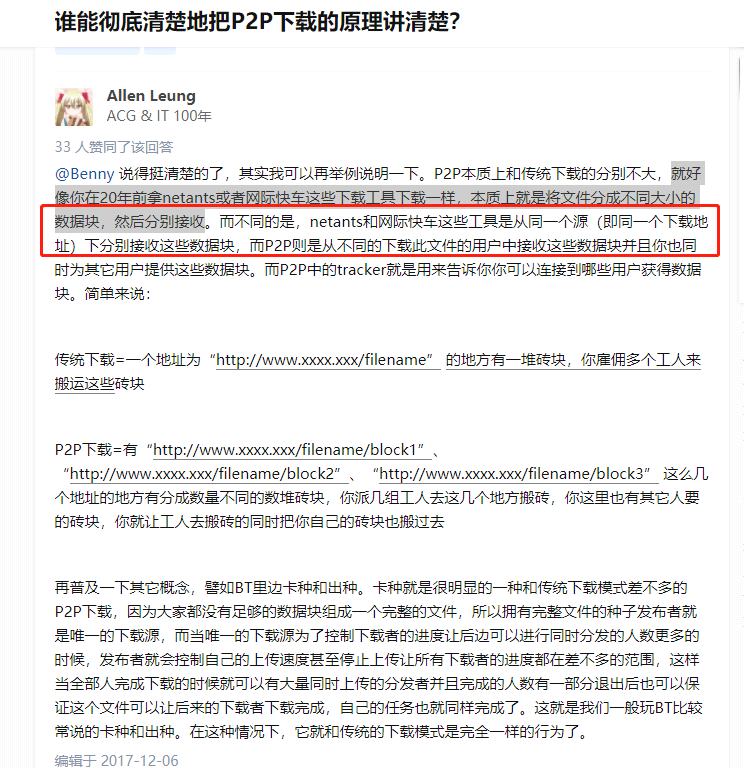 谁能彻底清楚地把P2P下载的原理讲清楚？
Allen Leung
ACG & IT 100年
33 人赞同了该回答
@Benny 说得挺清楚的了，其实我可以再举例说明一下。P2P本质上和传统下载的分别不大，就好
像你在20年前拿netants或者网际快车这些下载工具下载一样，本质上就是将文件分成不同大小的
数据块，然后分别接收。而不同的是，netants和网际快车这些工具是从同一个源（即同一个下载地
址）下分别接收这些数据块，而P2P则是从不同的下载此文件的用户中接收这些数据块并且你也同
时为其它用户提供这些数据块。而P2P中的tracker就是用来告诉你你可以连接到哪些用户获得数据
块。简单来说：
传统下载=一个地址为“http://www.xxxx.xxx/filename” 的地方有一堆砖块，你雇佣多个工人来
搬运这些砖块
P2P下载=有“http://www.xxxx.xxx/filename/block1”、
“http://www.xxxx.xxx/filename/block2”、“http://www.xxxx.xxx/filename/block3” 这么几
个地址的地方有分成数量不同的数堆砖块，你派几组工人去这几个地方搬砖，你这里也有其它人要
的砖块，你就让工人去搬砖的同时把你自己的砖块也搬过去
再普及一下其它概念，譬如BT里边卡种和出种。卡种就是很明显的一种和传统下载模式差不多的
P2P下载，因为大家都没有足够的数据块组成一个完整的文件，所以拥有完整文件的种子发布者就
是唯一的下载源，而当唯一的下载源为了控制下载者的进度让后边可以进行同时分发的人数更多的
时候，发布者就会控制自己的上传速度甚至停止上传让所有下载者的进度都在差不多的范围，这样
当全部人完成下载的时候就可以有大量同时上传的分发者并且完成的人数有一部分退出后也可以保
证这个文件可以让后来的下载者下载完成，自己的任务也就同样完成了。这就是我们一般玩BT比较
常说的卡种和出种。在这种情况下，它就和传统的下载模式是完全一样的行为了。
编辑于 2017-12-06